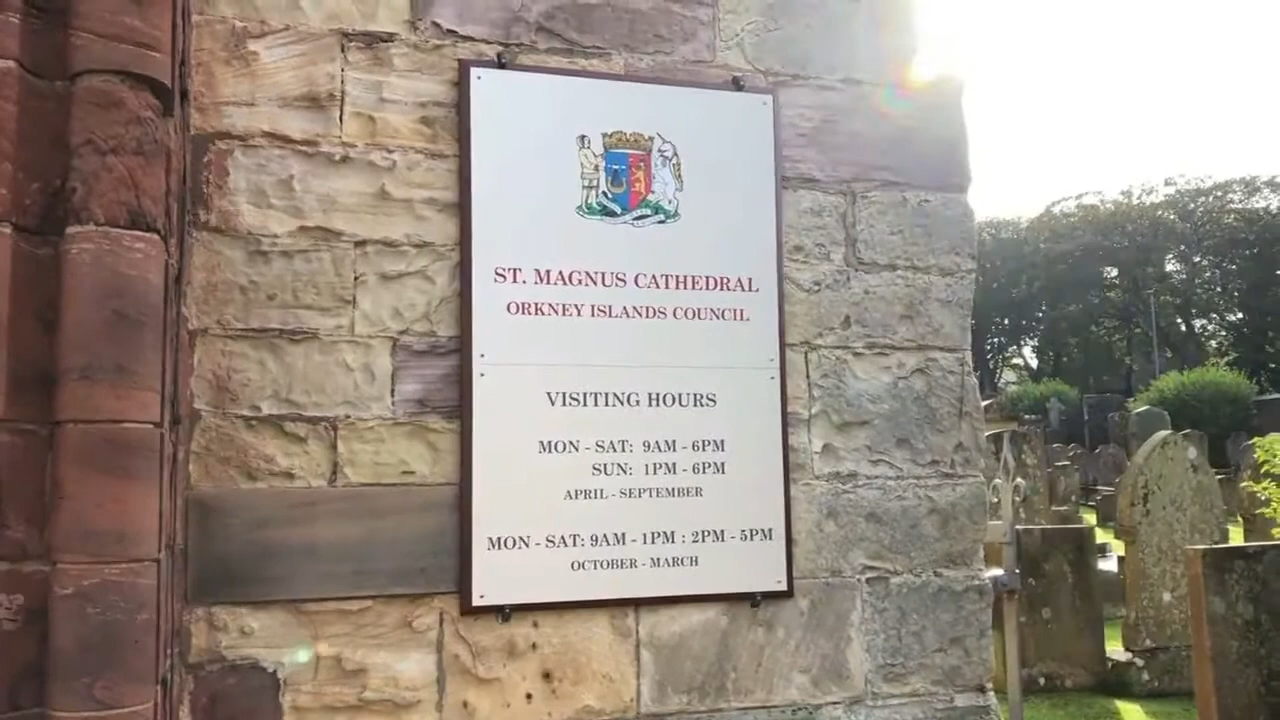 ST. MAGNUS CATHEDRAL
ORKNEY ISLANDS COUNCIL
VISITING HOURS
MON - SAT: 9AM - 6PM
SUN: 1PM - 6PM
APRIL - SEPTEMBER
MON - SAT: 9AM - 1PM : 2PM - 5PM
OCTOBER - MARCH